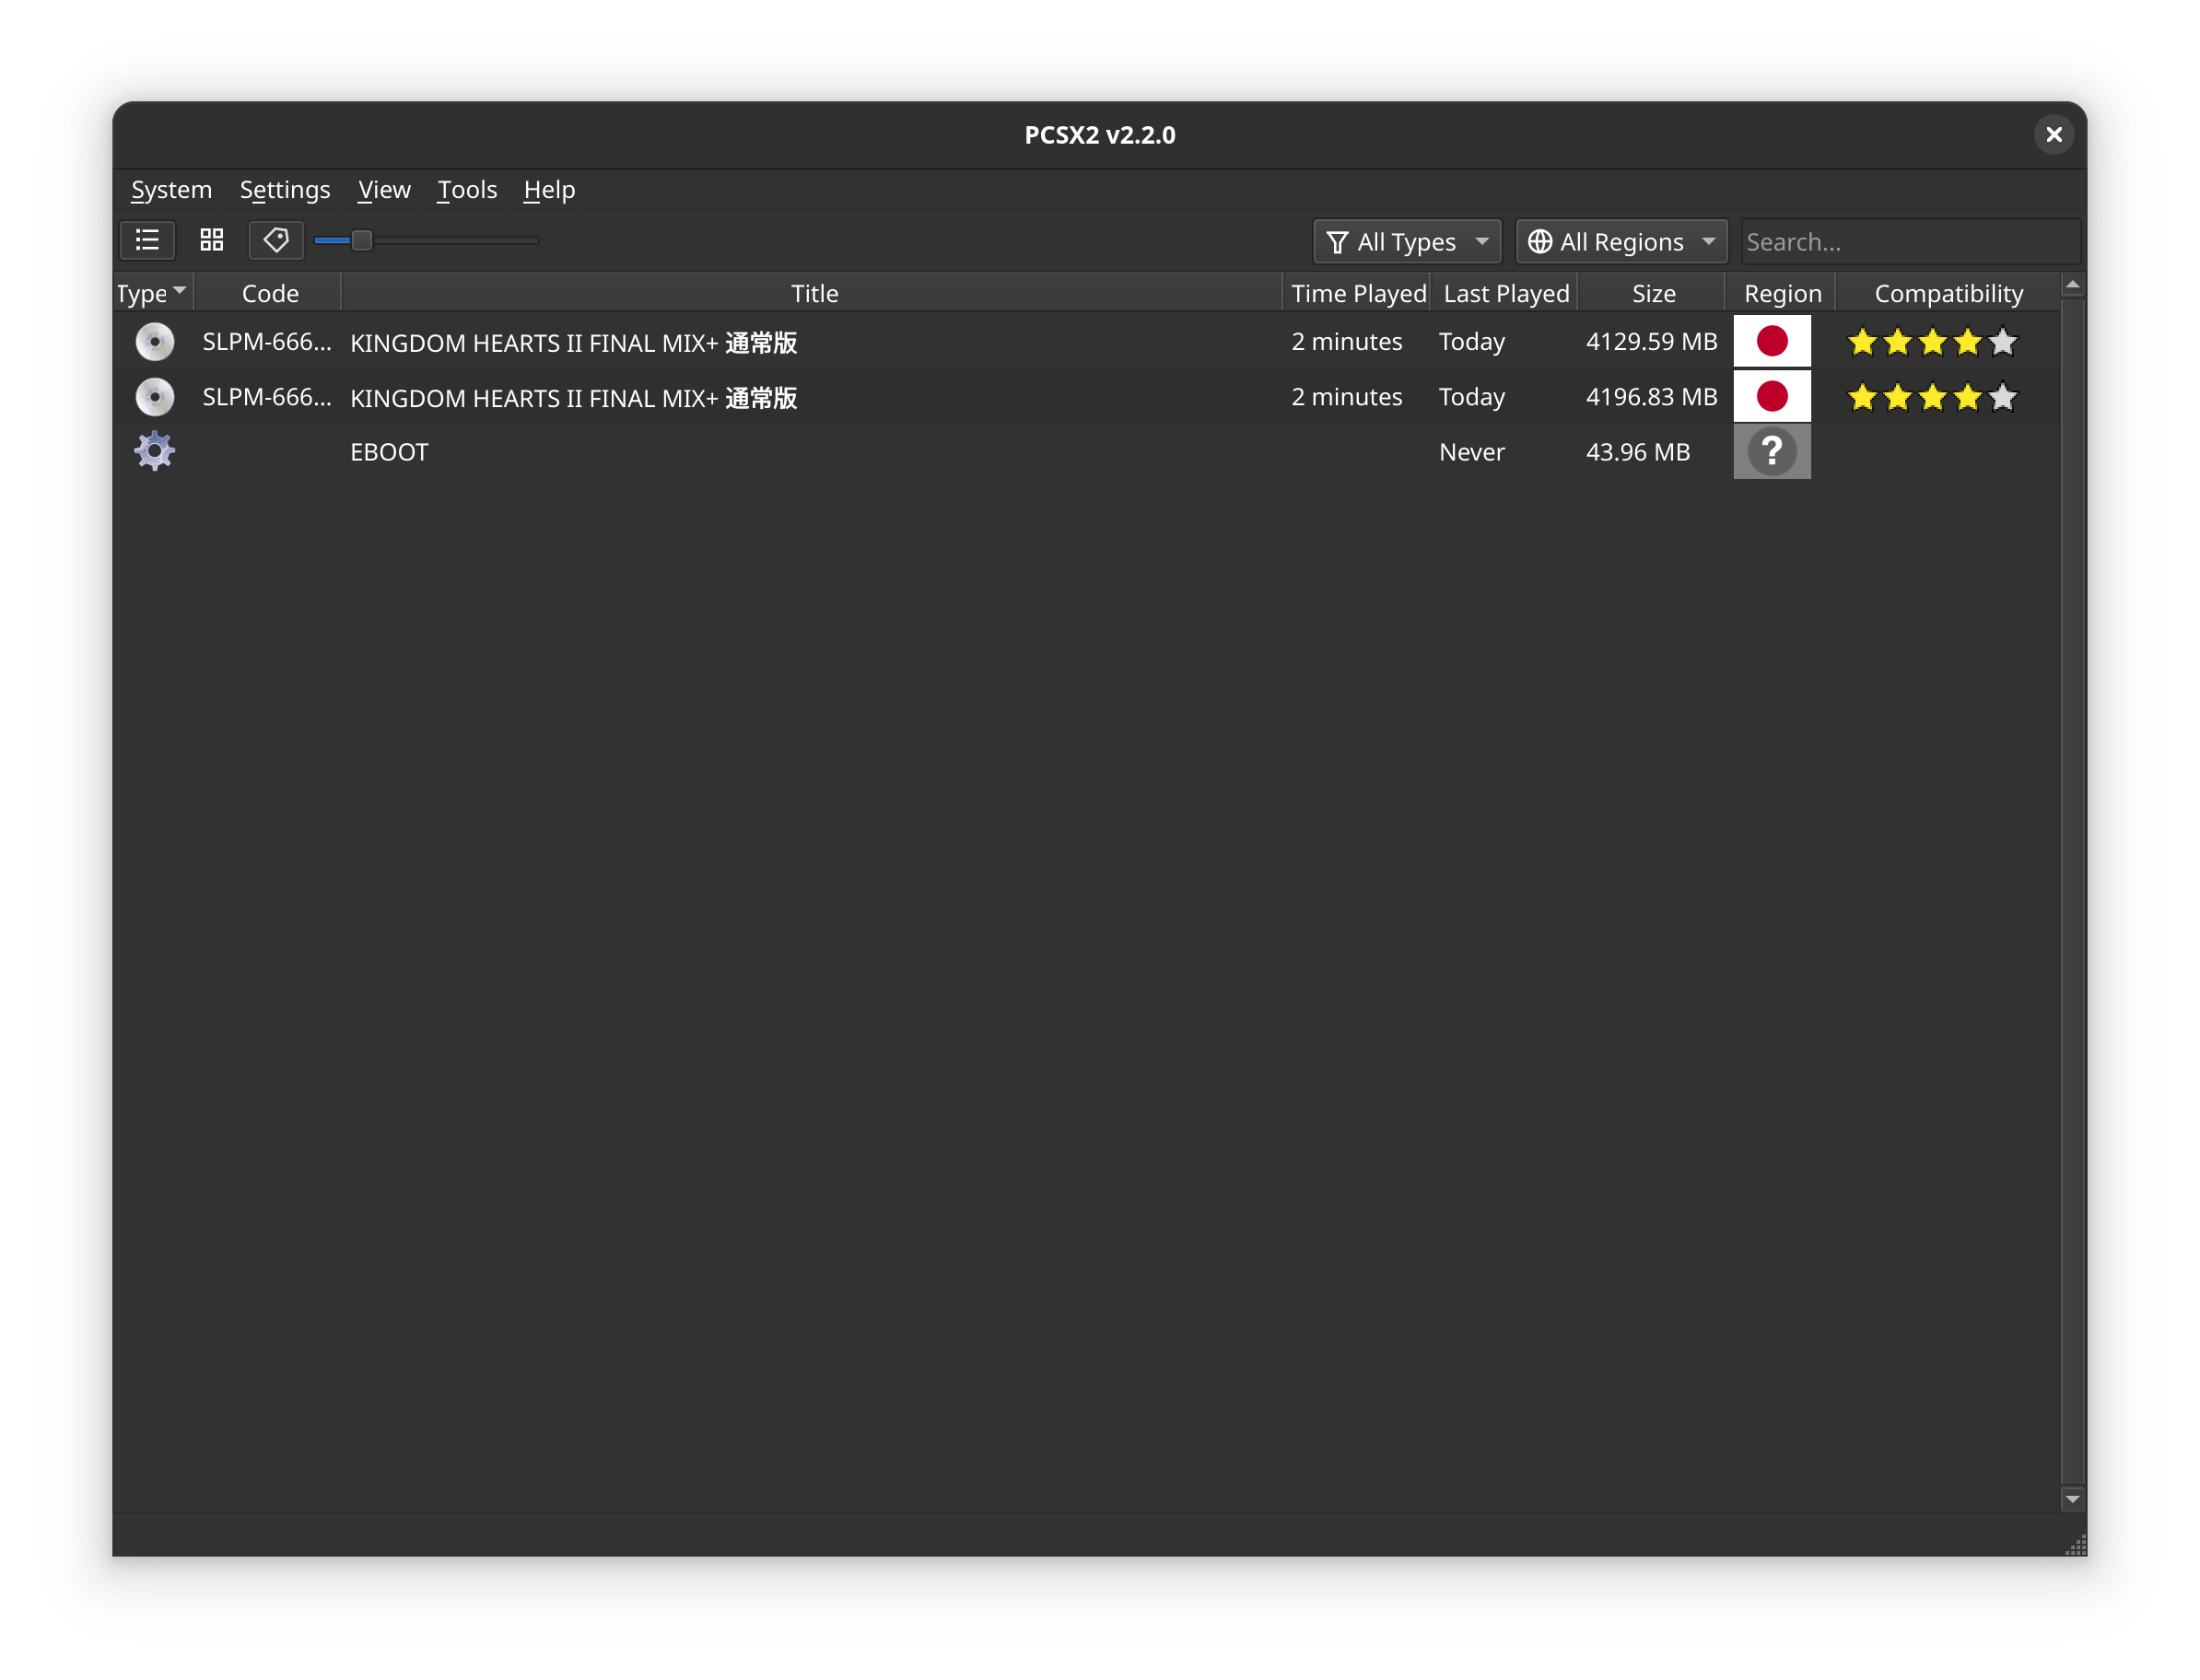 PCSX2 v2.2.0
System Settings View Tools Help
All Types All Regions Search...
Type Code Title Time Played Last Played Size Region Compatibility
SLPM-666... KINGDOM HEARTS II FINAL MIX+ 通常版 2 minutes Today 4129.59 MB
SLPM-666... KINGDOM HEARTS II FINAL MIX+ 通常版 2 minutes Today 4196.83 MB
EBOOT Never 43.96 MB ?